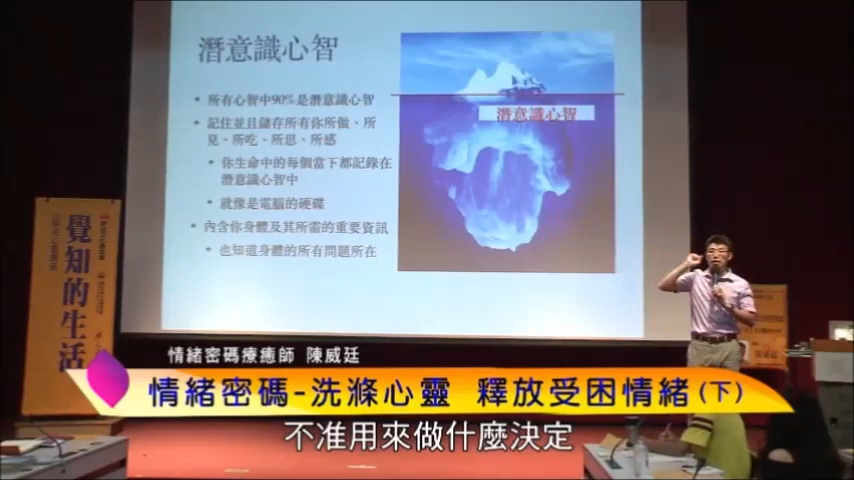 潛意識心智
• 所有心智中90%是潛意識心智
• 記住並且儲存所有你所做、所
見、所吃、所思、所感
• 你生命中的每個當下都記錄在
潛意識心智中
• 就像是電腦的硬碟
• 內含你身體及其所需的重要資訊
• 也知道身體的所有問題所在
潛意識心智
覺知的生活
情緒密碼療癒師 陳威廷
情緒密碼-洗滌心靈 釋放受困情緒(下)
不准用來做什麼決定